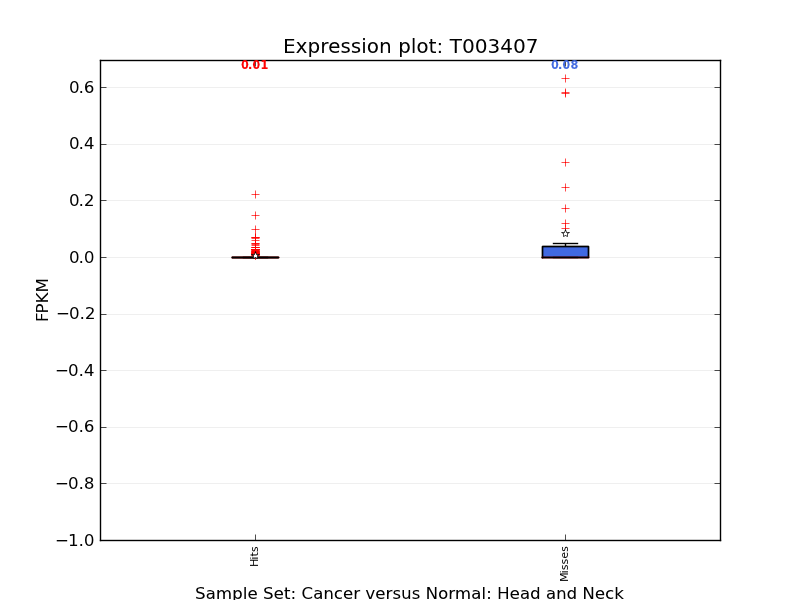 Expression plot: T003407
0.01 0.08
0.6
0.4
0.2
0.0
−0.2
−0.4
−0.6
−0.8
−1.0
FPKM
Hits Misses
Sample Set: Cancer versus Normal: Head and Neck